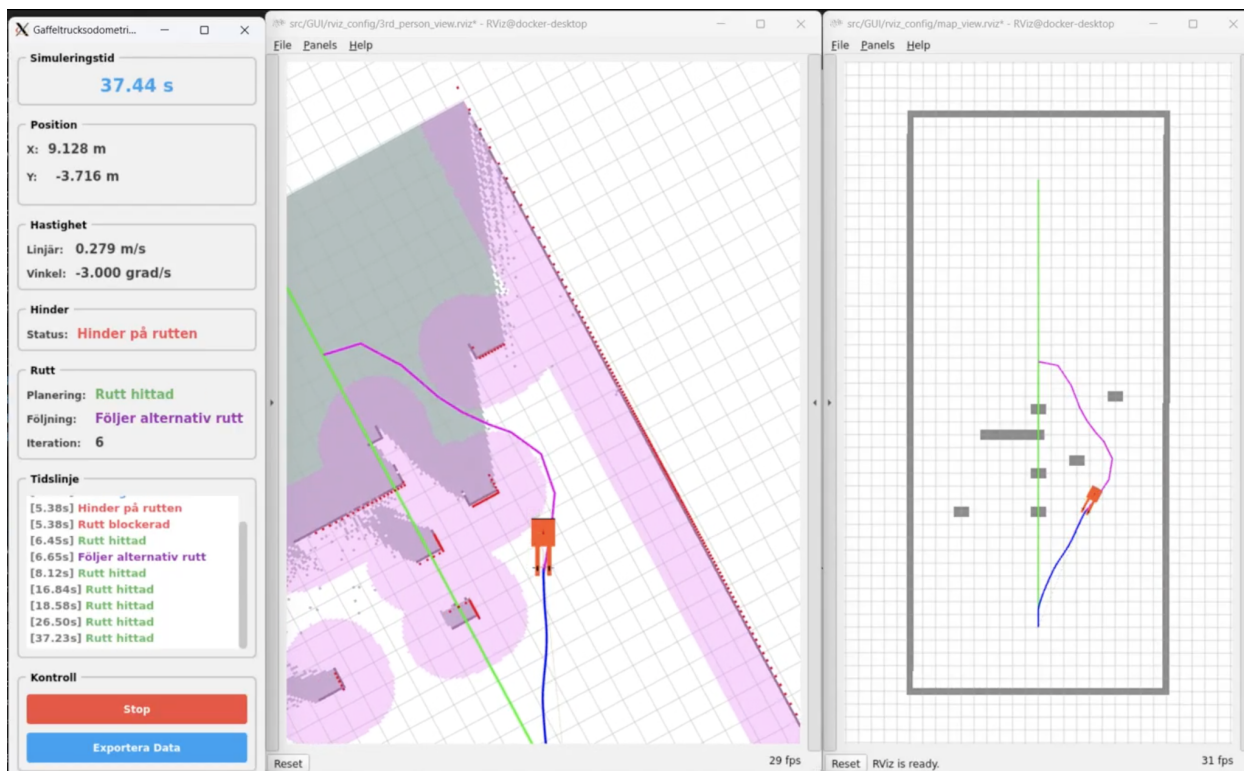 Gaffeltrucksodometri...
Simuleringstid
37.44 s
Position
X: 9.128 m
Y: -3.716 m
Hastighet
Linjär: 0.279 m/s
Vinkel: -3.000 grad/s
Hinder
Status: Hinder på rutten
Rutt
Planering: Rutt hittad
Följning: Följer alternativ rutt
Iteration: 6
Tidslinje
[5.38s] Hinder på rutten
[5.38s] Rutt blockerad
[6.45s] Rutt hittad
[6.65s] Följer alternativ rutt
[8.12s] Rutt hittad
[16.84s] Rutt hittad
[18.58s] Rutt hittad
[26.50s] Rutt hittad
[37.23s] Rutt hittad
Kontroll
Stop
Exportera Data
src/GUI/rviz_config/3rd_person_view.rviz* - RViz@docker-desktop
File Panels Help
Reset
29 fps
src/GUI/rviz_config/map_view.rviz* - RViz@docker-desktop
File Panels Help
Reset RViz is ready.
31 fps